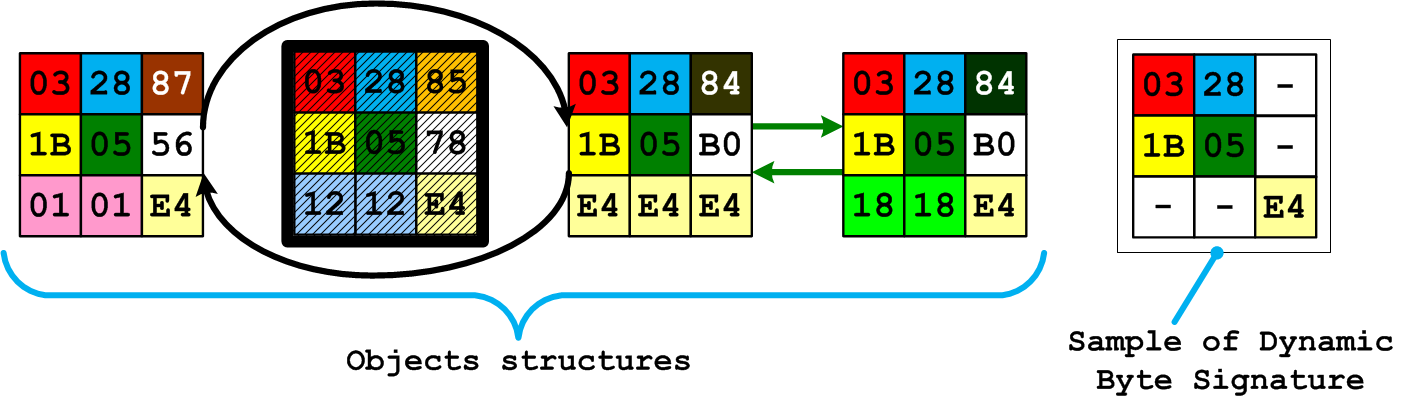 03 28 87 03 28 85 03 28 84 03 28 84 03 28 -
1B 05 56 1B 05 78 1B 05 B0 1B 05 B0 1B 05 -
01 01 E4 12 12 E4 E4 E4 E4 18 18 E4 - - E4
Objects structures
Sample of Dynamic
Byte Signature